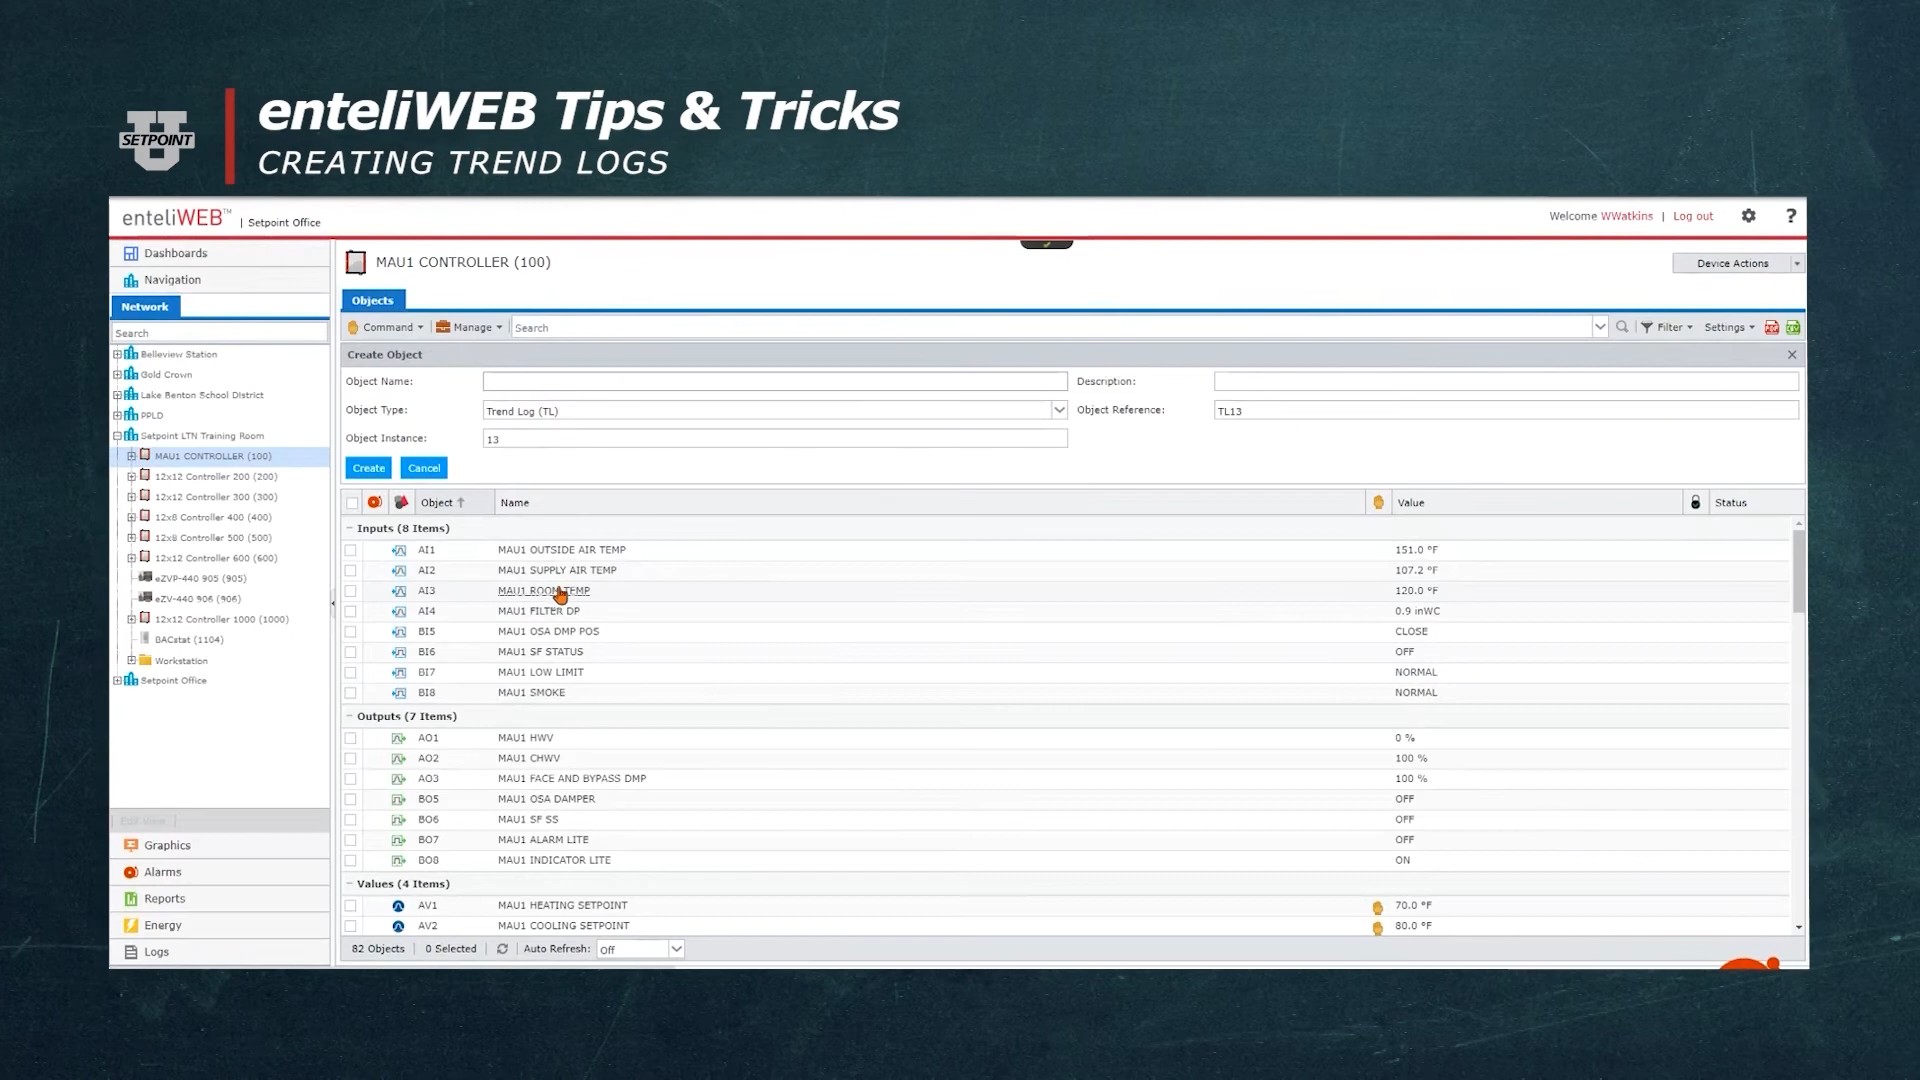 enteliWEB Tips & Tricks
SETPOINT
CREATING TREND LOGS
enteliWEB™ | Setpoint Office
Welcome WWatkins | Log out
?
Dashboards
Navigation
Network
Search
Belleview Station
Gold Crown
Lake Benton School District
PPLD
Setpoint LTN Training Room
MAU1 CONTROLLER (100)
12x12 Controller 200 (200)
12x12 Controller 300 (300)
12x8 Controller 400 (400)
12x8 Controller 500 (500)
12x12 Controller 600 (600)
eZVP-440 905 (905)
eZV-440 906 (906)
12x12 Controller 1000 (1000)
BACstat (1104)
Workstation
Setpoint Office
Edit View
Graphics
Alarms
Reports
Energy
Logs
MAU1 CONTROLLER (100)
Device Actions
Objects
Command
Manage
Search
Filter
Settings
Create Object
Object Name:
Description:
Object Type: Trend Log (TL)
Object Reference: TL13
Object Instance: 13
Create Cancel
Object Name Value Status
Inputs (8 Items)
AI1 MAU1 OUTSIDE AIR TEMP 151.0 °F
AI2 MAU1 SUPPLY AIR TEMP 107.2 °F
AI3 MAU1 ROOM TEMP 120.0 °F
AI4 MAU1 FILTER DP 0.9 inWC
BI5 MAU1 OSA DMP POS CLOSE
BI6 MAU1 SF STATUS OFF
BI7 MAU1 LOW LIMIT NORMAL
BI8 MAU1 SMOKE NORMAL
Outputs (7 Items)
AO1 MAU1 HWV 0 %
AO2 MAU1 CHWV 100 %
AO3 MAU1 FACE AND BYPASS DMP 100 %
BO5 MAU1 OSA DAMPER OFF
BO6 MAU1 SF SS OFF
BO7 MAU1 ALARM LITE OFF
BO8 MAU1 INDICATOR LITE ON
Values (4 Items)
AV1 MAU1 HEATING SETPOINT 70.0 °F
AV2 MAU1 COOLING SETPOINT 80.0 °F
82 Objects 0 Selected Auto Refresh: Off